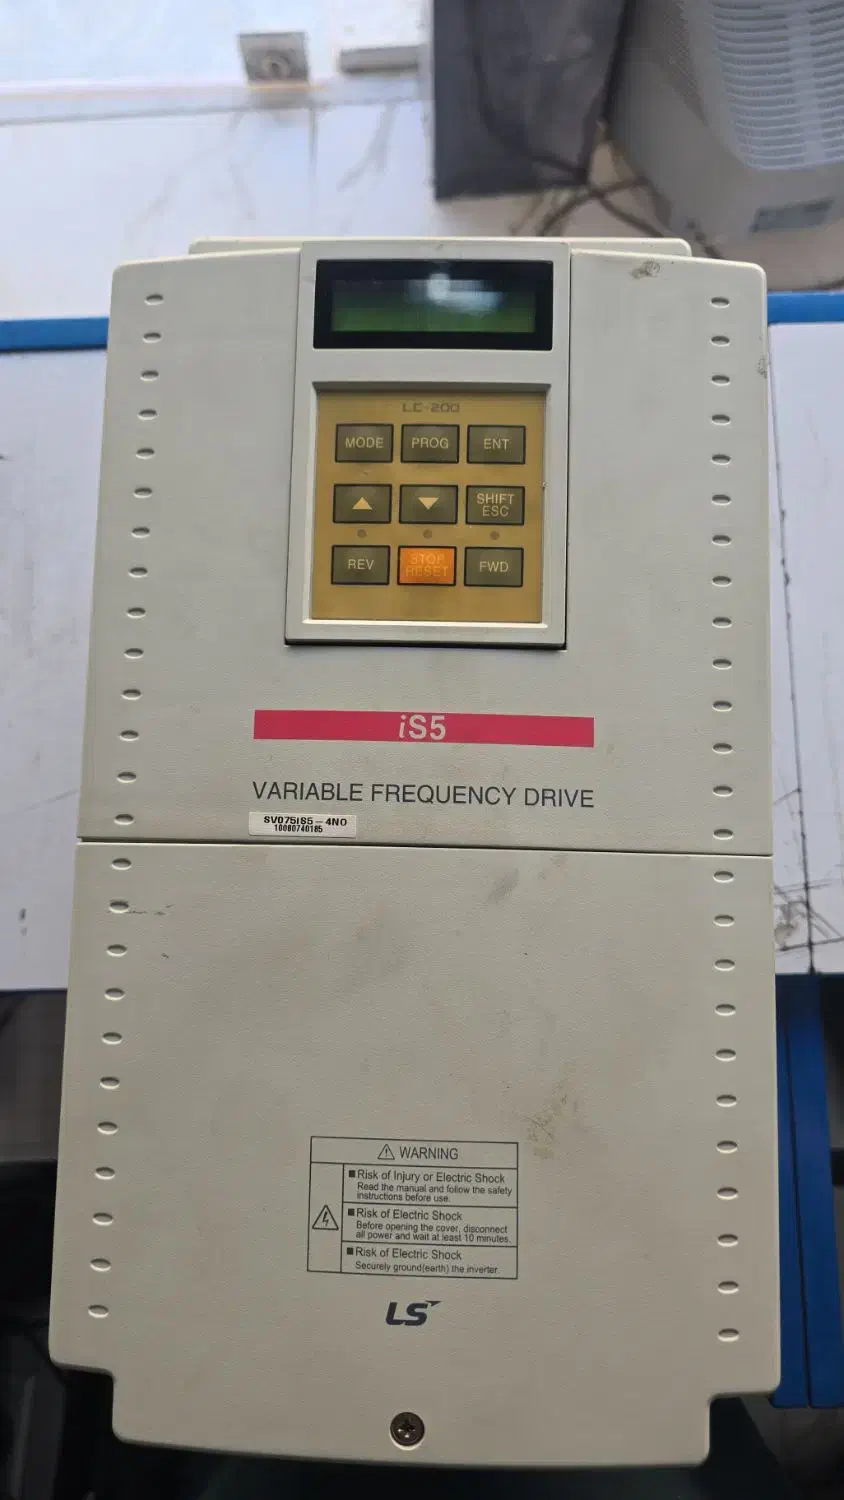 LC-200
MODE PROG ENT
▲ ▼ SHIFT ESC
REV STOP RESET FWD
iS5
VARIABLE FREQUENCY DRIVE
SV075iS5-4NO
10080740185
⚠ WARNING
■ Risk of Injury or Electric Shock
Read the manual and follow the safety
instructions before use.
■ Risk of Electric Shock
Before opening the cover, disconnect
all power and wait at least 10 minutes.
■ Risk of Electric Shock
Securely ground(earth) the inverter.
LS